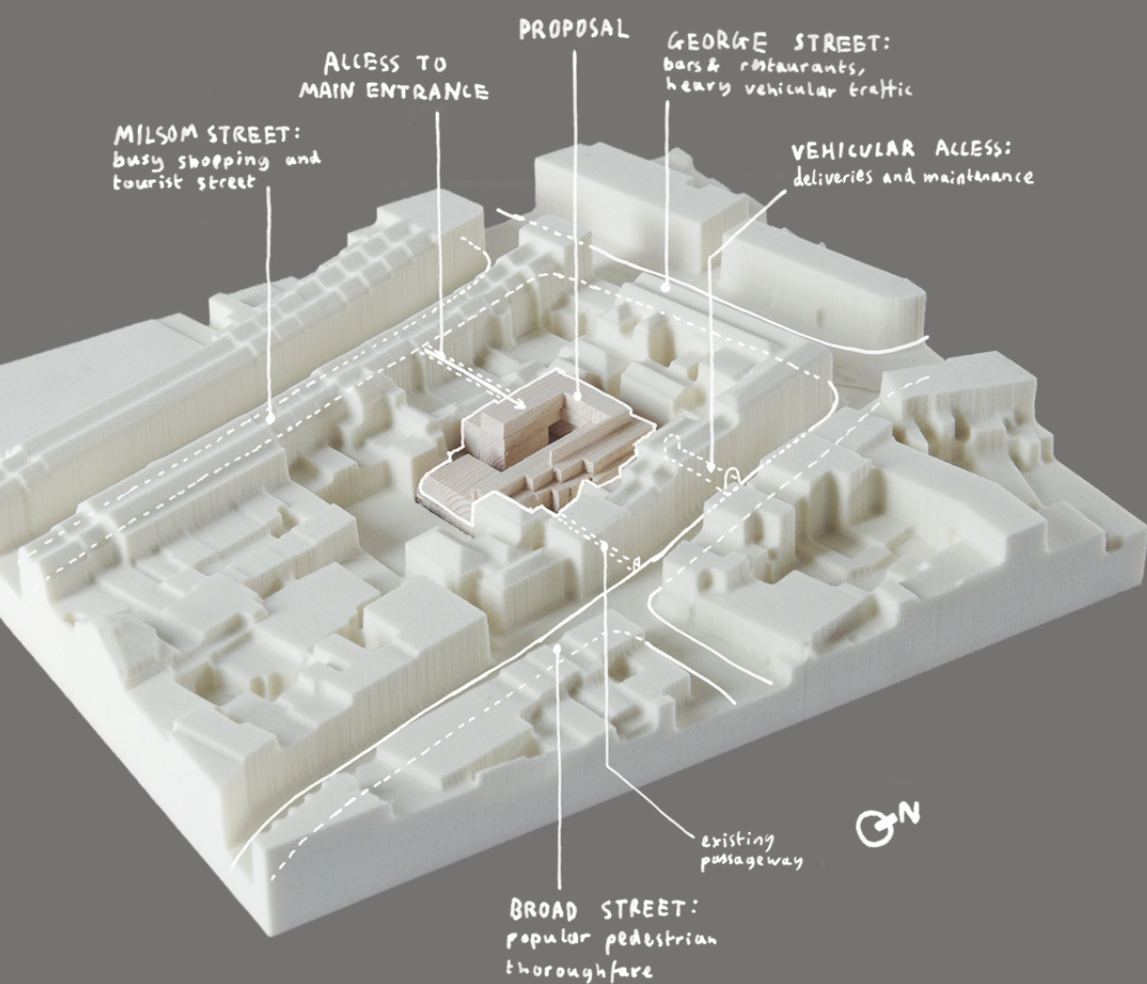 PROPOSAL
GEORGE STREET:
bars & restaurants,
heavy vehicular traffic
ACCESS TO
MAIN ENTRANCE
MILSOM STREET:
busy shopping and
tourist street
VEHICULAR ACCESS:
deliveries and maintenance
N
existing
passageway
BROAD STREET:
popular pedestrian
thoroughfare